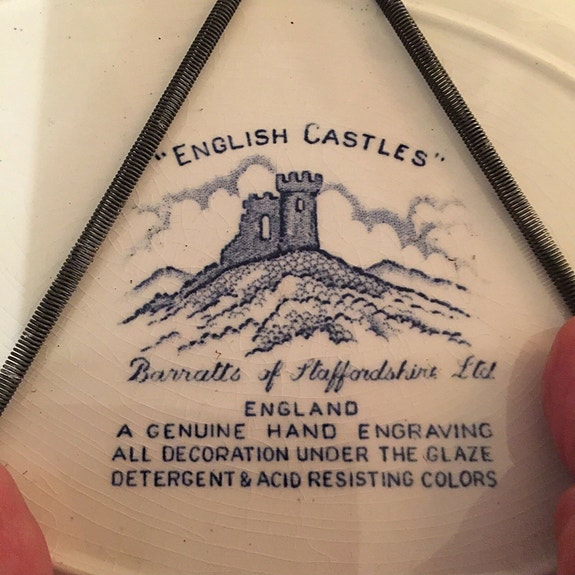 "ENGLISH CASTLES"
Barratts of Staffordshire Ltd
ENGLAND
A GENUINE HAND ENGRAVING
ALL DECORATION UNDER THE GLAZE
DETERGENT & ACID RESISTING COLORS